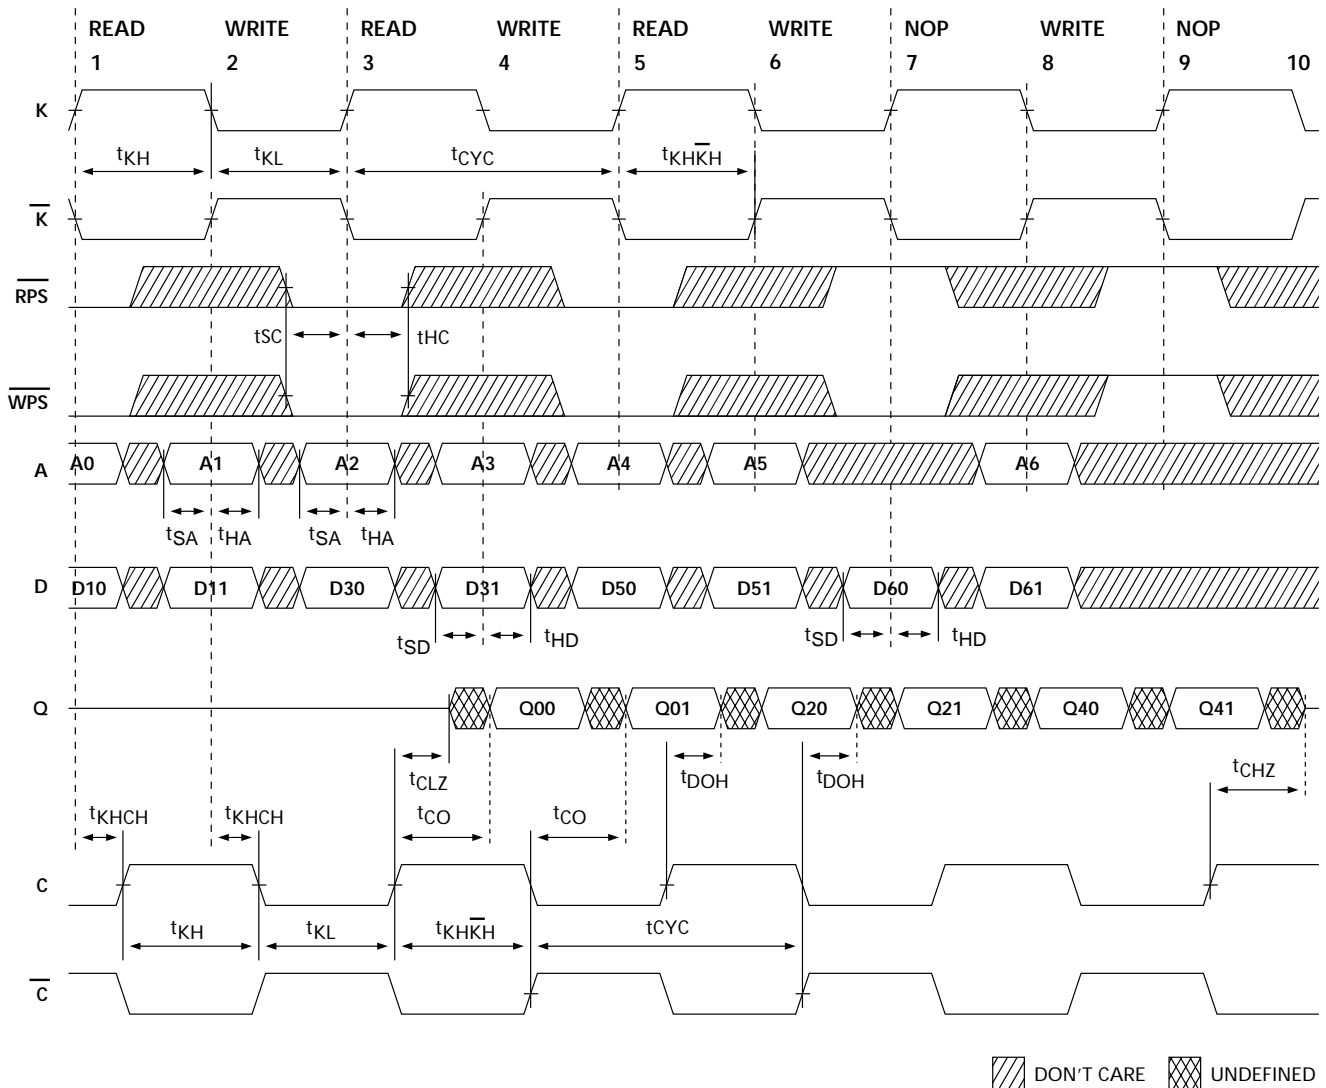 READ WRITE READ WRITE READ WRITE NOP WRITE NOP
1 2 3 4 5 6 7 8 9 10
K
tKH tKL tCYC tKHK̅H
K̅
R̅P̅S̅
tSC tHC
W̅P̅S̅
A A0 A1 A2 A3 A4 A5 A6
tSA tHA tSA tHA
D D10 D11 D30 D31 D50 D51 D60 D61
tSD tHD tSD tHD
Q Q00 Q01 Q20 Q21 Q40 Q41
tCLZ tDOH tDOH tCHZ
tKHCH tKHCH tCO tCO
C
tKH tKL tKHK̅H tCYC
C̅
DON'T CARE UNDEFINED